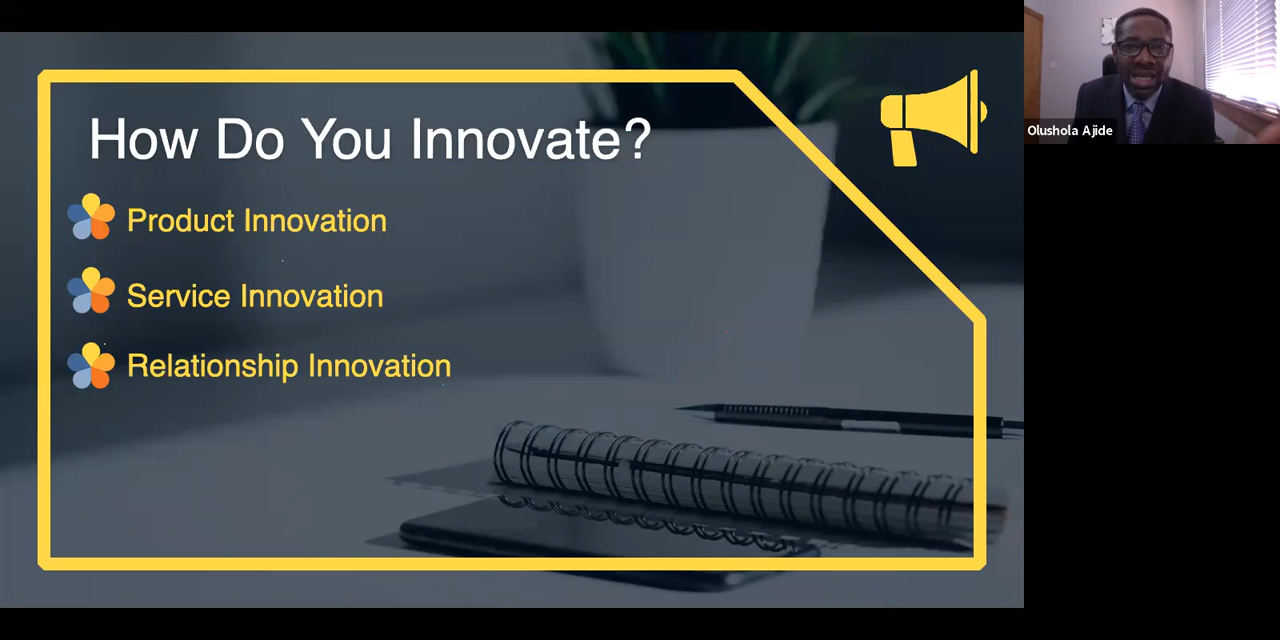 How Do You Innovate?
Product Innovation
Service Innovation
Relationship Innovation
Olushola Ajide